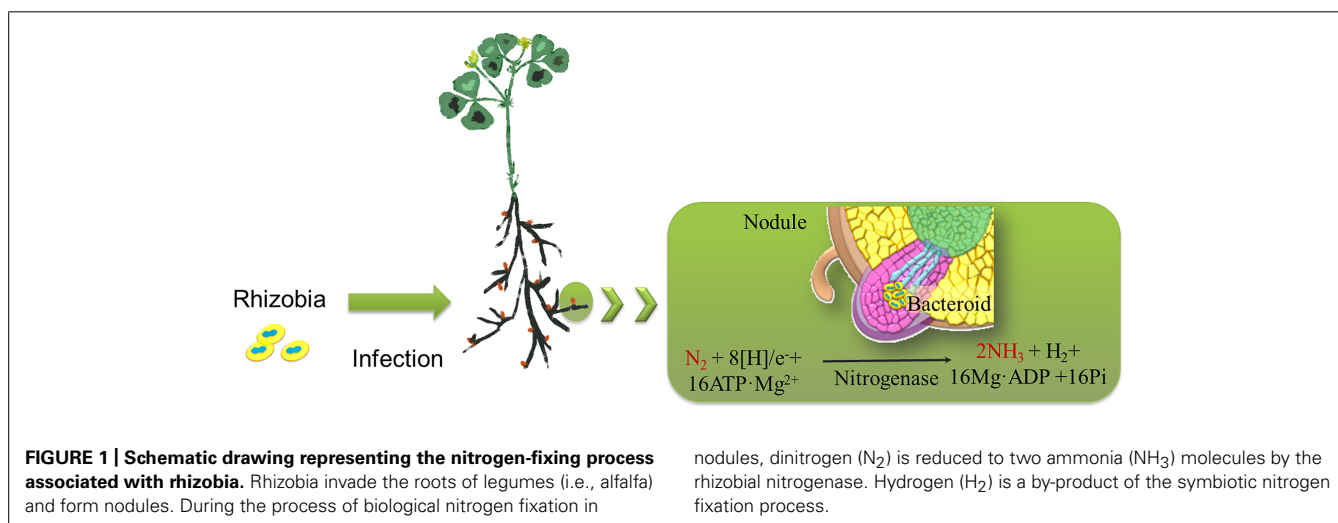 Nodule
Bacteroid
Rhizobia
Infection
N₂ + 8[H]/e⁻+
16ATP·Mg²⁺
Nitrogenase
2NH₃ + H₂+
16Mg·ADP +16Pi
FIGURE 1 | Schematic drawing representing the nitrogen-fixing process
associated with rhizobia. Rhizobia invade the roots of legumes (i.e., alfalfa)
and form nodules. During the process of biological nitrogen fixation in
nodules, dinitrogen (N₂) is reduced to two ammonia (NH₃) molecules by the
rhizobial nitrogenase. Hydrogen (H₂) is a by-product of the symbiotic nitrogen
fixation process.